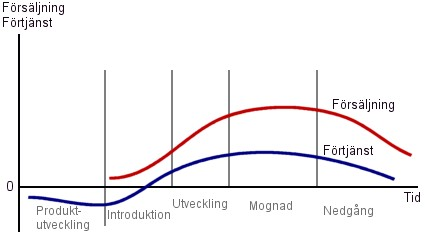 Försäljning
Förtjänst
Försäljning
Förtjänst
0
Tid
Produkt-
utveckling
Introduktion
Utveckling
Mognad
Nedgång